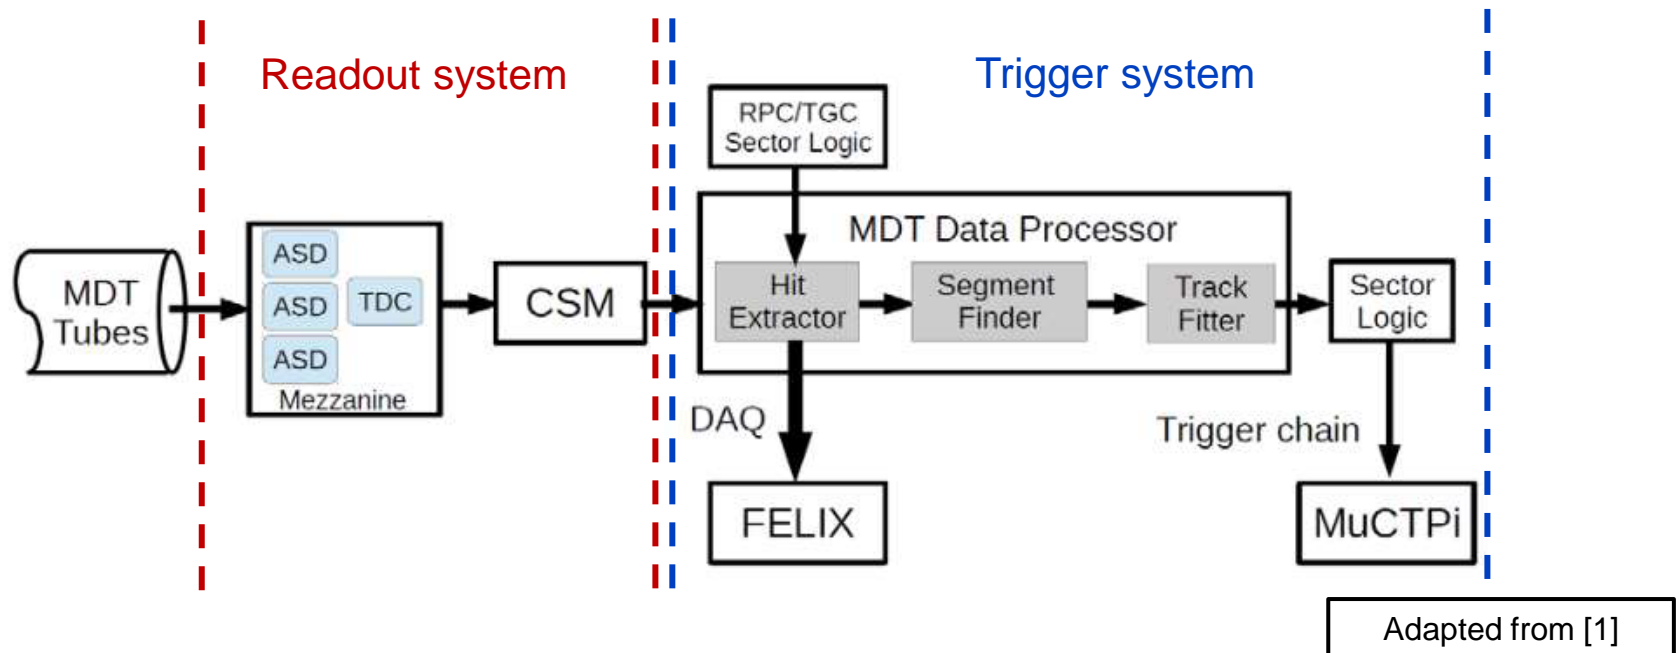 Readout system
Trigger system
RPC/TGC
Sector Logic
MDT Data Processor
MDT
Tubes
ASD
ASD
ASD
TDC
Mezzanine
CSM
Hit
Extractor
Segment
Finder
Track
Fitter
Sector
Logic
DAQ
Trigger chain
FELIX
MuCTPi
Adapted from [1]